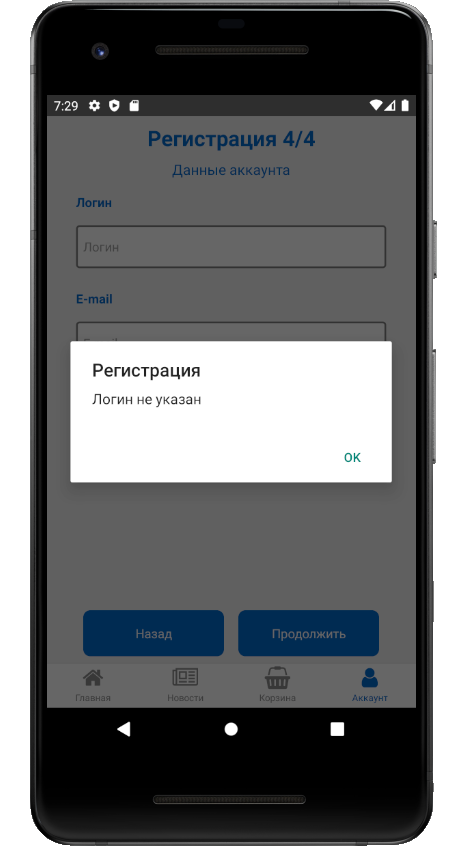 7:29
Регистрация 4/4
Данные аккаунта
Логин
Логин
E-mail
Регистрация
Логин не указан
ОК
Назад
Продолжить
Главная
Новости
Корзина
Аккаунт